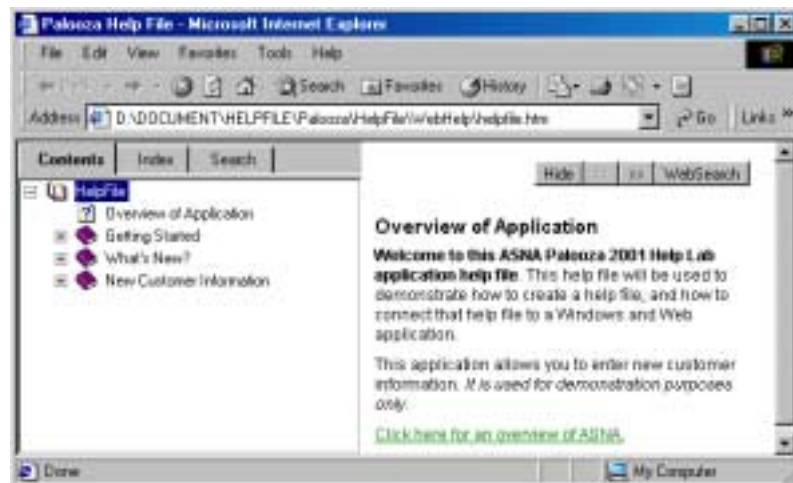 Palooza Help File - Microsoft Internet Explorer
File Edit View Favorites Tools Help
Search Favorites History
Address D:\DOCUMENT\HELPFILE\Palooza\HelpFile\WebHelp\helpfile.htm Go Links »
Contents Index Search
Hide << >> WebSearch
HelpFile
Overview of Application
Getting Started
What's New?
New Customer Information
Overview of Application
Welcome to this ASNA Palooza 2001 Help Lab
application help file. This help file will be used to
demonstrate how to create a help file, and how to
connect that help file to a Windows and Web
application.
This application allows you to enter new customer
information. It is used for demonstration purposes
only.
Click here for an overview of ASNA.
Done My Computer